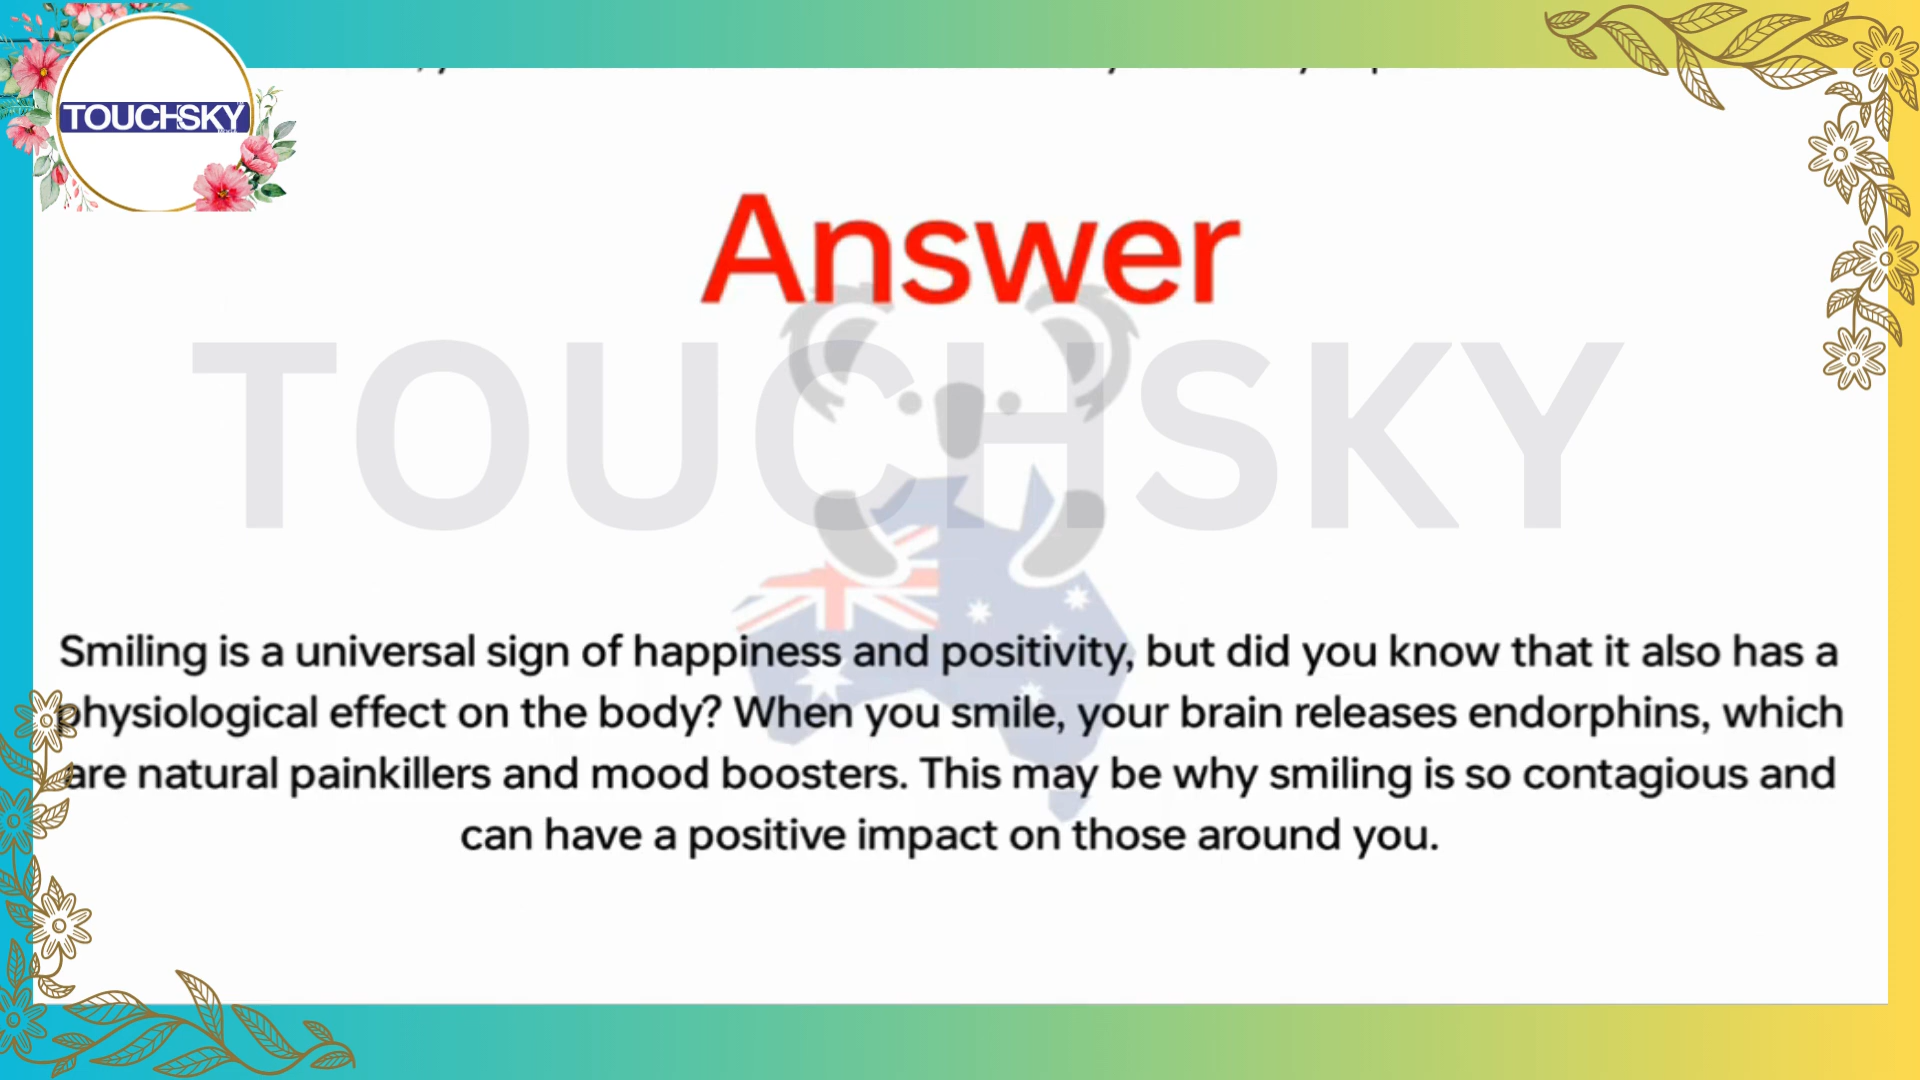 TOUCHSKY
Answer
TOUCHSKY
Smiling is a universal sign of happiness and positivity, but did you know that it also has a
physiological effect on the body? When you smile, your brain releases endorphins, which
are natural painkillers and mood boosters. This may be why smiling is so contagious and
can have a positive impact on those around you.